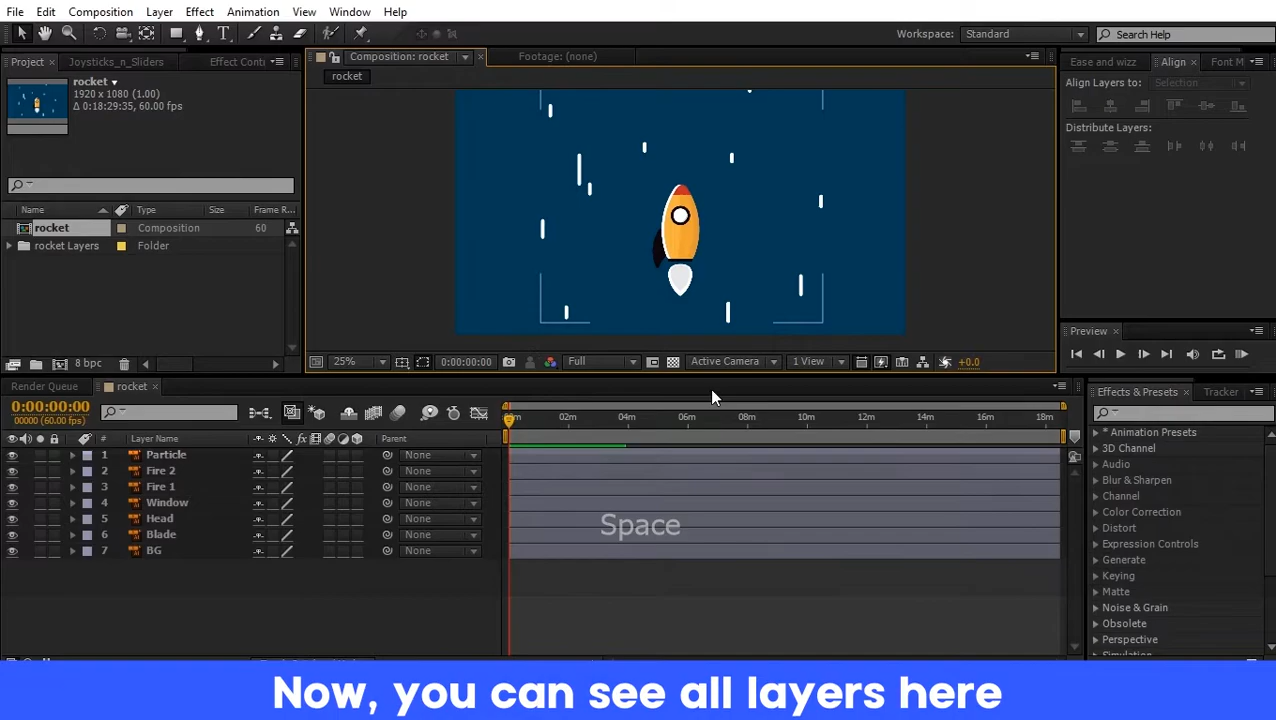 File Edit Composition Layer Effect Animation View Window Help
Workspace: Standard Search Help
Project Joysticks_n_Sliders Effect Contr
Composition: rocket
Footage: (none)
Ease and wizz Align Font M
rocket
1920 x 1080 (1.00)
Δ 0:18:29:35, 60.00 fps
rocket
Align Layers to: Selection
Distribute Layers:
Name Type Size Frame R...
rocket Composition 60
rocket Layers Folder
Preview
8 bpc
25% 0:00:00:00 Full Active Camera 1 View +0.0
Render Queue rocket
Effects & Presets Tracker
0:00:00:00
00000 (60.00 fps)
02m 04m 06m 08m 10m 12m 14m 16m 18m
# Layer Name Parent
1 Particle None
2 Fire 2 None
3 Fire 1 None
4 Window None
5 Head None
6 Blade None
7 BG None
* Animation Presets
3D Channel
Audio
Blur & Sharpen
Channel
Color Correction
Distort
Expression Controls
Generate
Keying
Matte
Noise & Grain
Obsolete
Perspective
Space
Now, you can see all layers here